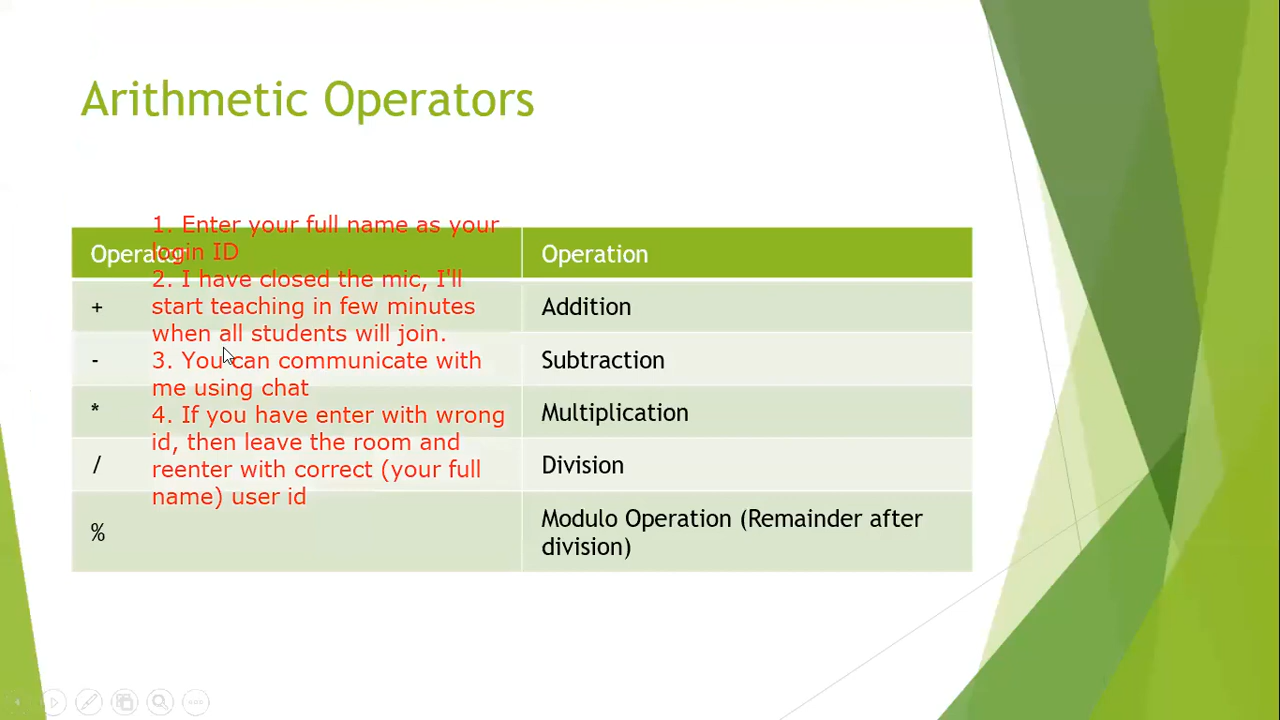 Arithmetic Operators
Operator
Operation
1. Enter your full name as your
login ID
2. I have closed the mic, I'll
start teaching in few minutes
when all students will join.
3. You can communicate with
me using chat
4. If you have enter with wrong
id, then leave the room and
reenter with correct (your full
name) user id
+
Addition
-
Subtraction
*
Multiplication
/
Division
%
Modulo Operation (Remainder after
division)